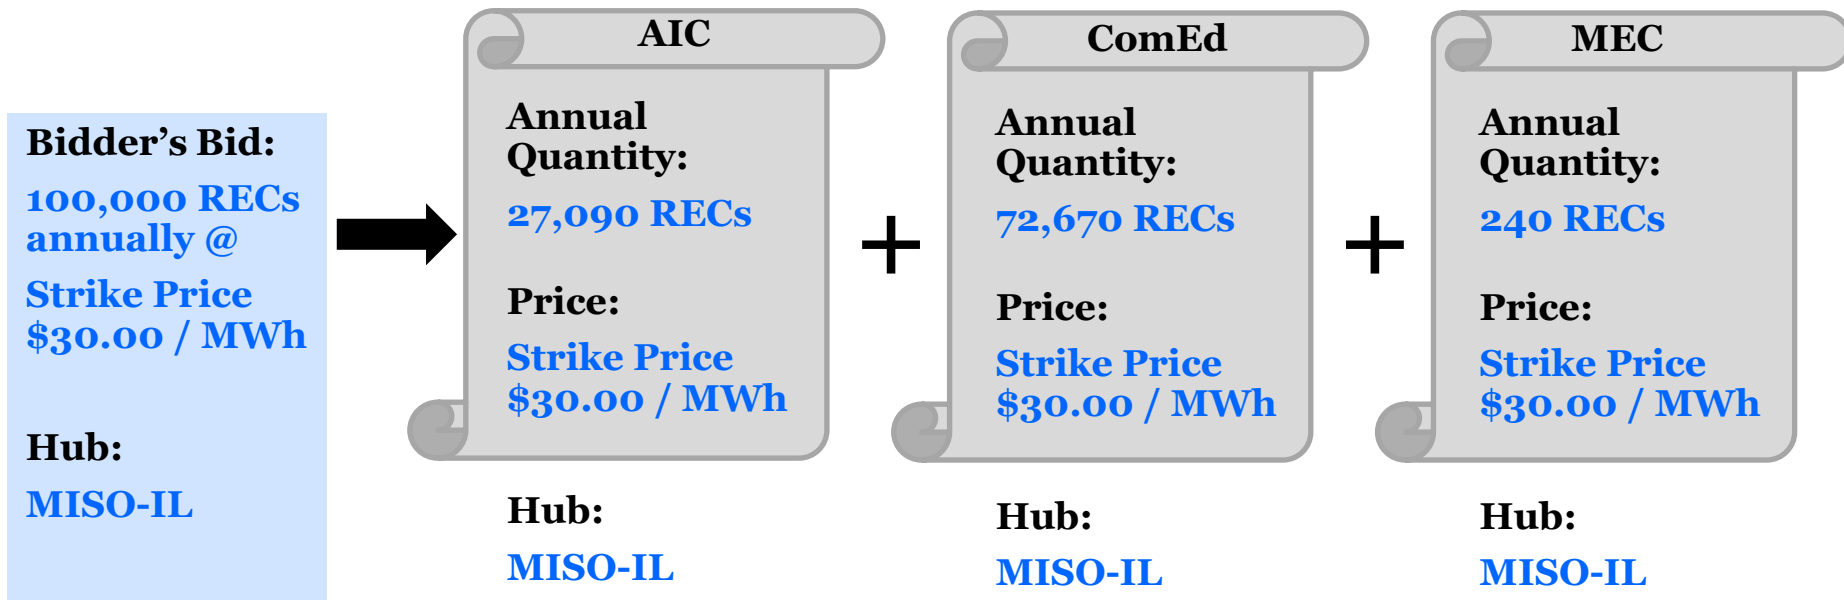 Bidder’s Bid:
100,000 RECs
annually @
Strike Price
$30.00 / MWh
Hub:
MISO-IL
AIC
Annual
Quantity:
27,090 RECs
Price:
Strike Price
$30.00 / MWh
Hub:
MISO-IL
+
ComEd
Annual
Quantity:
72,670 RECs
Price:
Strike Price
$30.00 / MWh
Hub:
MISO-IL
+
MEC
Annual
Quantity:
240 RECs
Price:
Strike Price
$30.00 / MWh
Hub:
MISO-IL